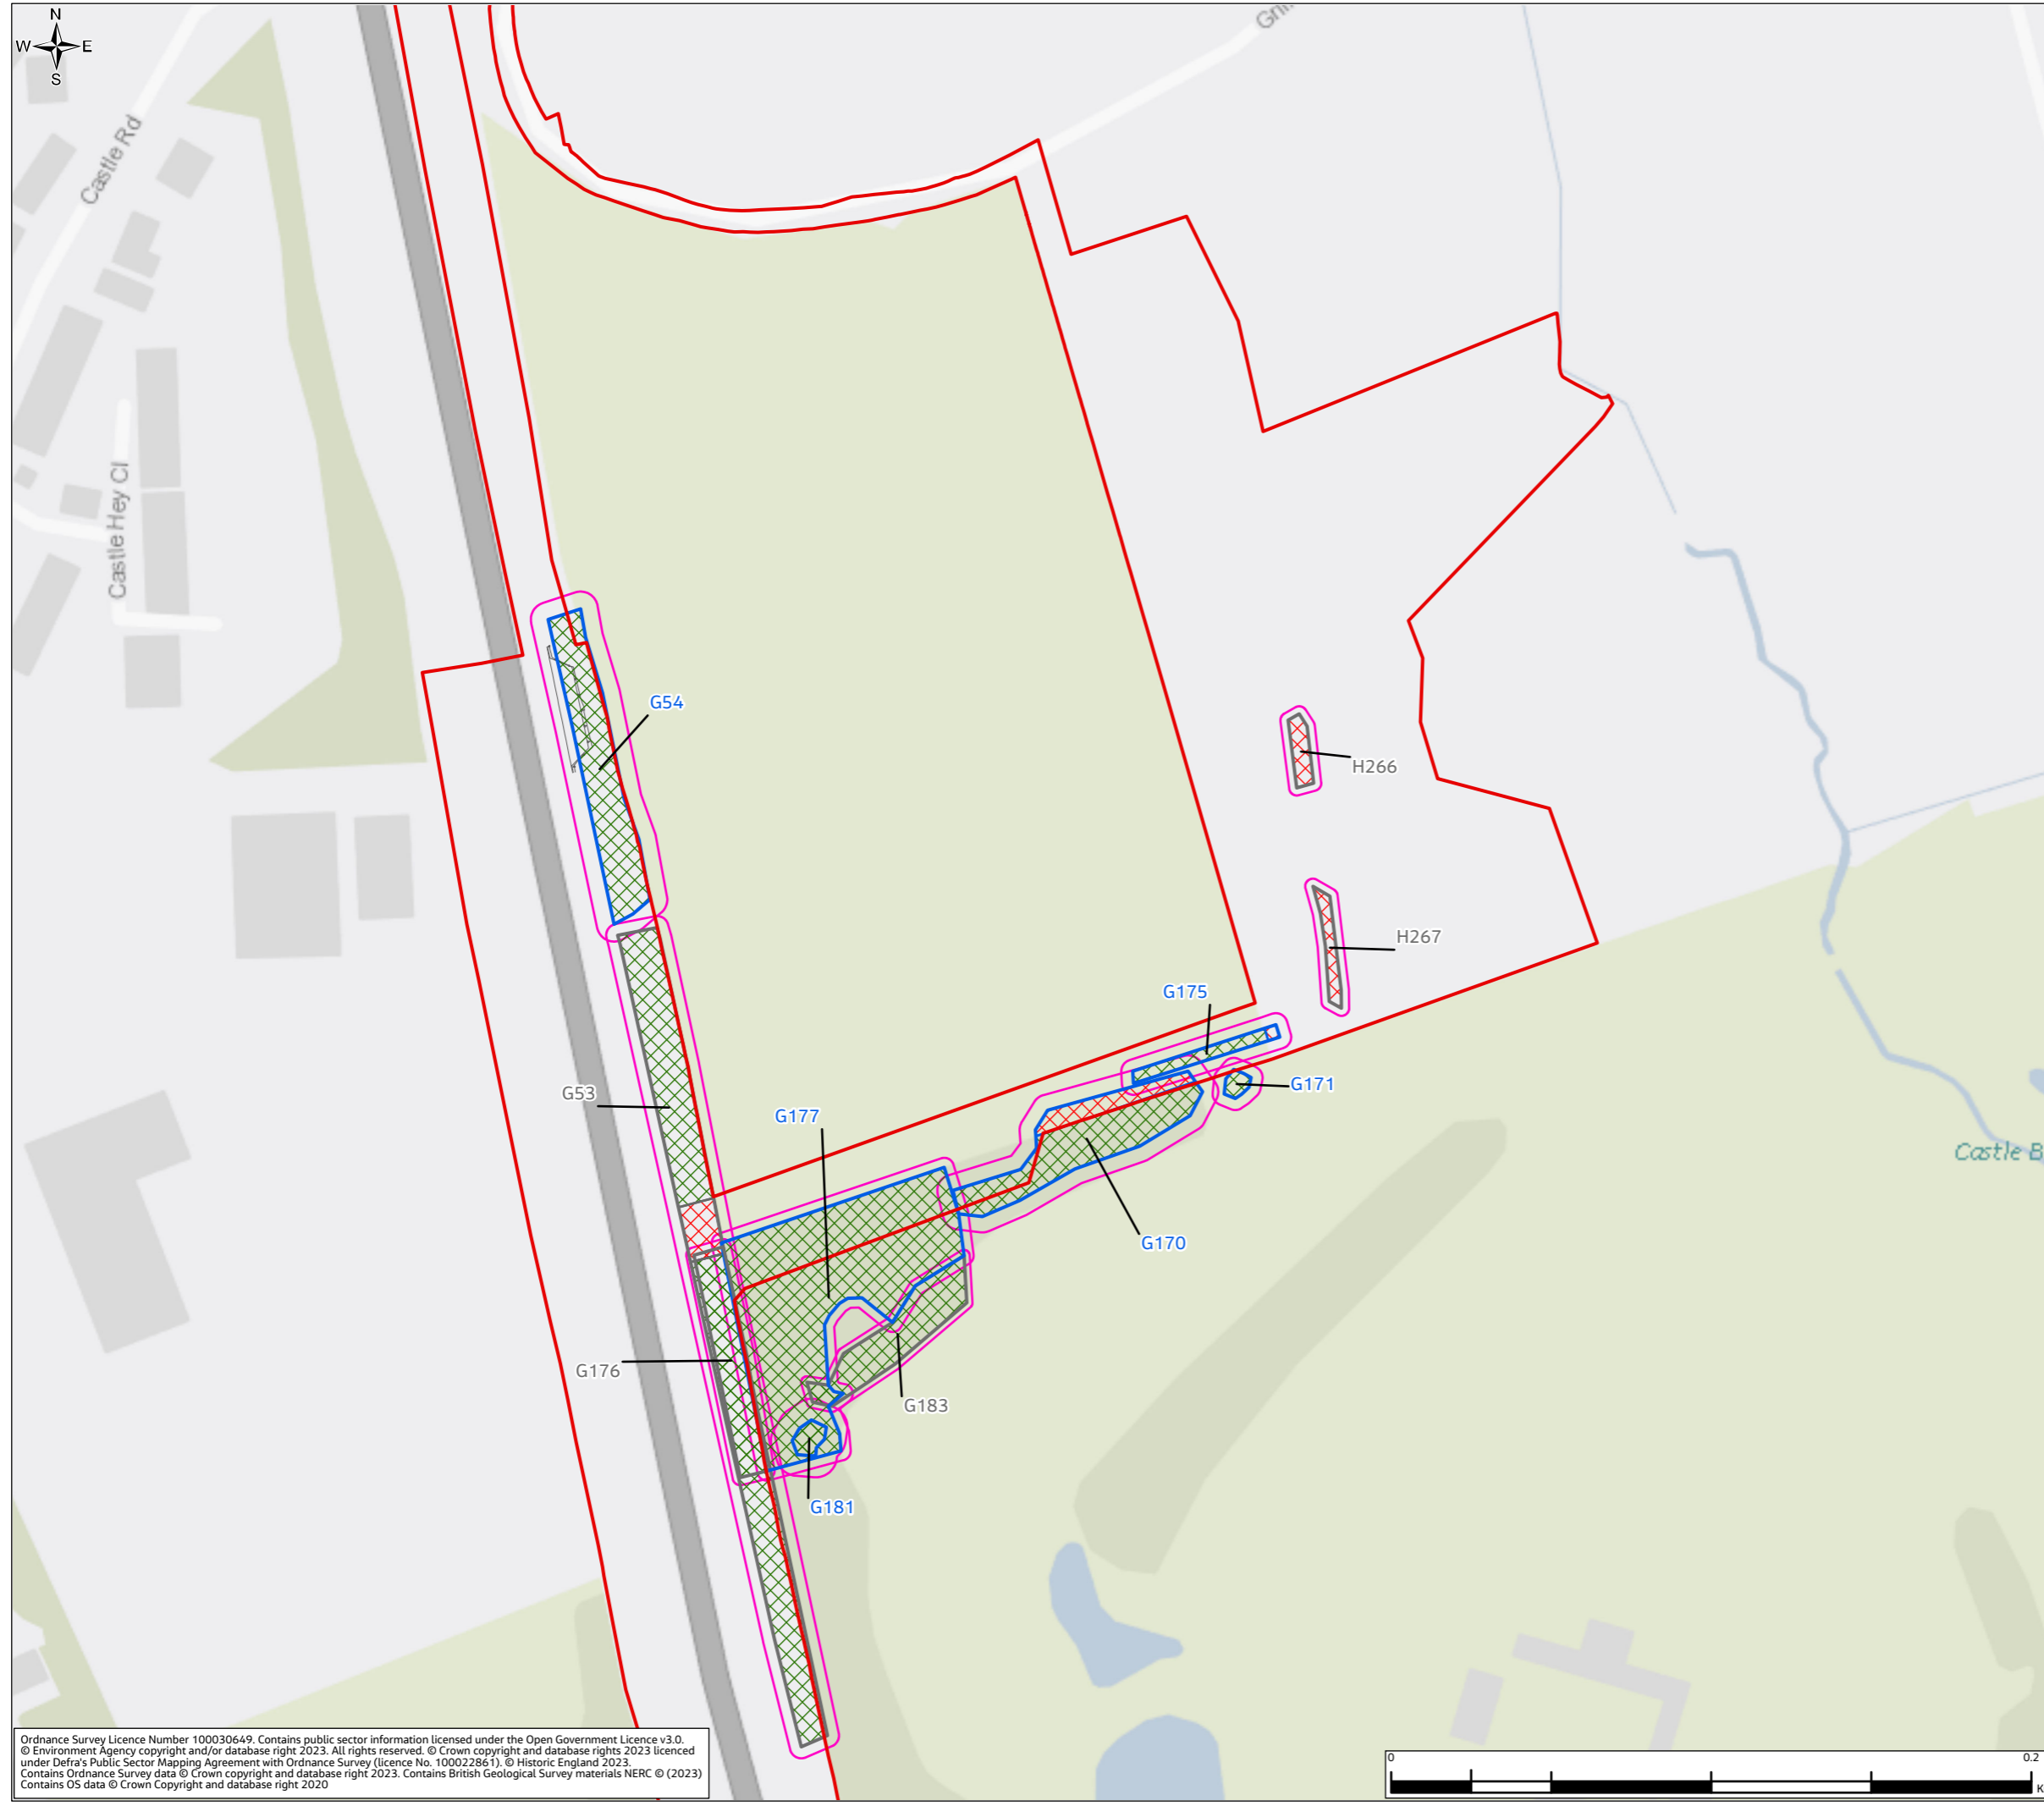 N
W E
S
Castle Rd
Castle Hey Cl
G54
H266
H267
G175
G53
G171
G177
Castle B
G170
G176
G183
G181
Ordnance Survey Licence Number 100030649. Contains public sector information licensed under the Open Government Licence v3.0.
© Environment Agency copyright and/or database right 2023. All rights reserved. © Crown copyright and database rights 2023 licenced
under Defra's Public Sector Mapping Agreement with Ordnance Survey (licence No. 100022861). © Historic England 2023.
Contains Ordnance Survey data © Crown copyright and database right 2023. Contains British Geological Survey materials NERC © (2023)
Contains OS data © Crown Copyright and database right 2020
0 0.2
K